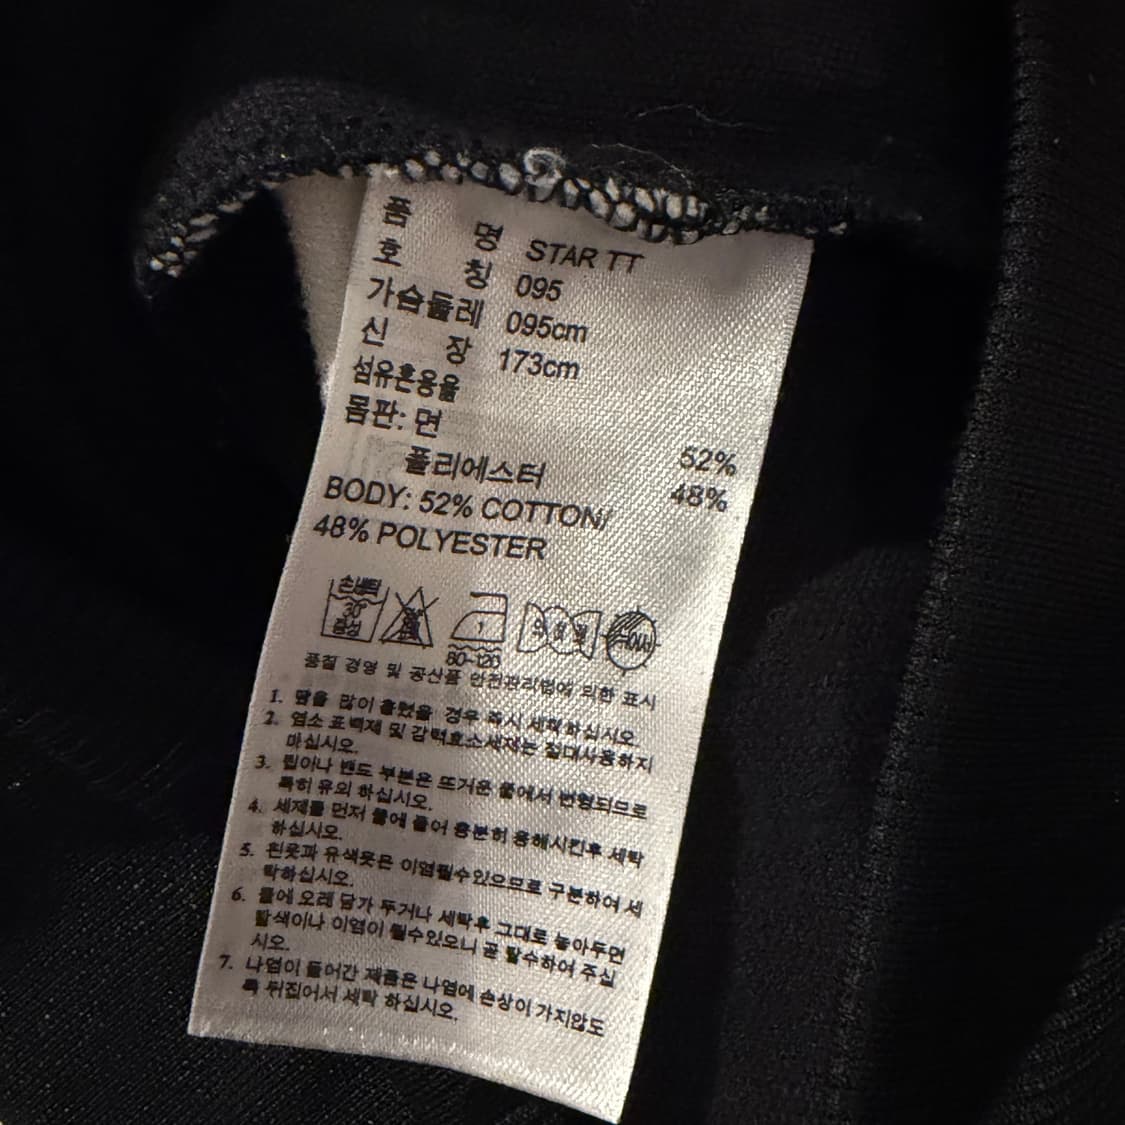 품 명 STAR TT
호 칭 095
가슴둘레 095cm
신 장 173cm
섬유혼용율
몸판: 면 52%
폴리에스터 48%
BODY: 52% COTTON/
48% POLYESTER
손세탁 30° 중성 1 80-120 약하게
품질 경영 및 공산품 안전관리법에 의한 표시
1. 땀을 많이 흘렸을 경우 즉시 세탁하십시오.
2. 염소 표백제 및 강력효소세제는 절대사용하지
마십시오.
3. 립이나 밴드 부분은 뜨거운 물에서 변형되므로
특히 유의 하십시오.
4. 세제를 먼저 물에 풀어 충분히 용해시킨후 세탁
하십시오.
5. 흰옷과 유색옷은 이염될수있으므로 구분하여 세
탁하십시오.
6. 물에 오래 담가 두거나 세탁후 그대로 놓아두면
탈색이나 이염이 될수있으니 곧 탈수하여 주십
시오.
7. 나염이 들어간 제품은 나염에 손상이 가지않도
록 뒤집어서 세탁 하십시오.